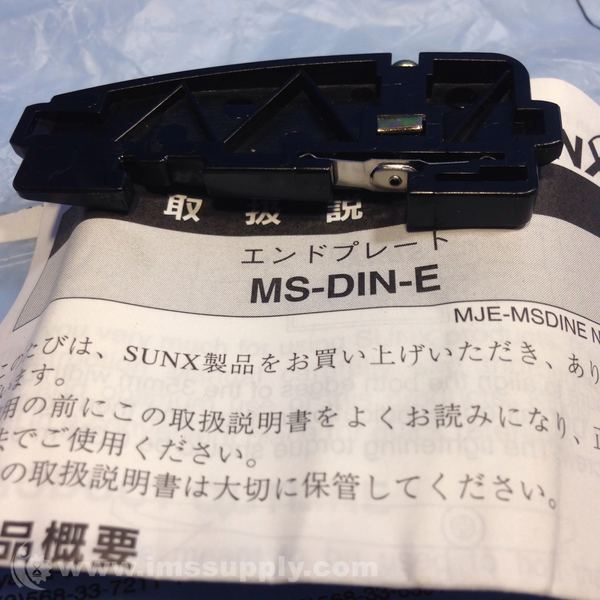 取扱説
エンドプレート
MS-DIN-E
MJE-MSDINE N
このたびは、SUNX製品をお買い上げいただき、あり
います。
用の前にこの取扱説明書をよくお読みになり、正
までご使用ください。
の取扱説明書は大切に保管してください。
品概要
www.imssupply.com